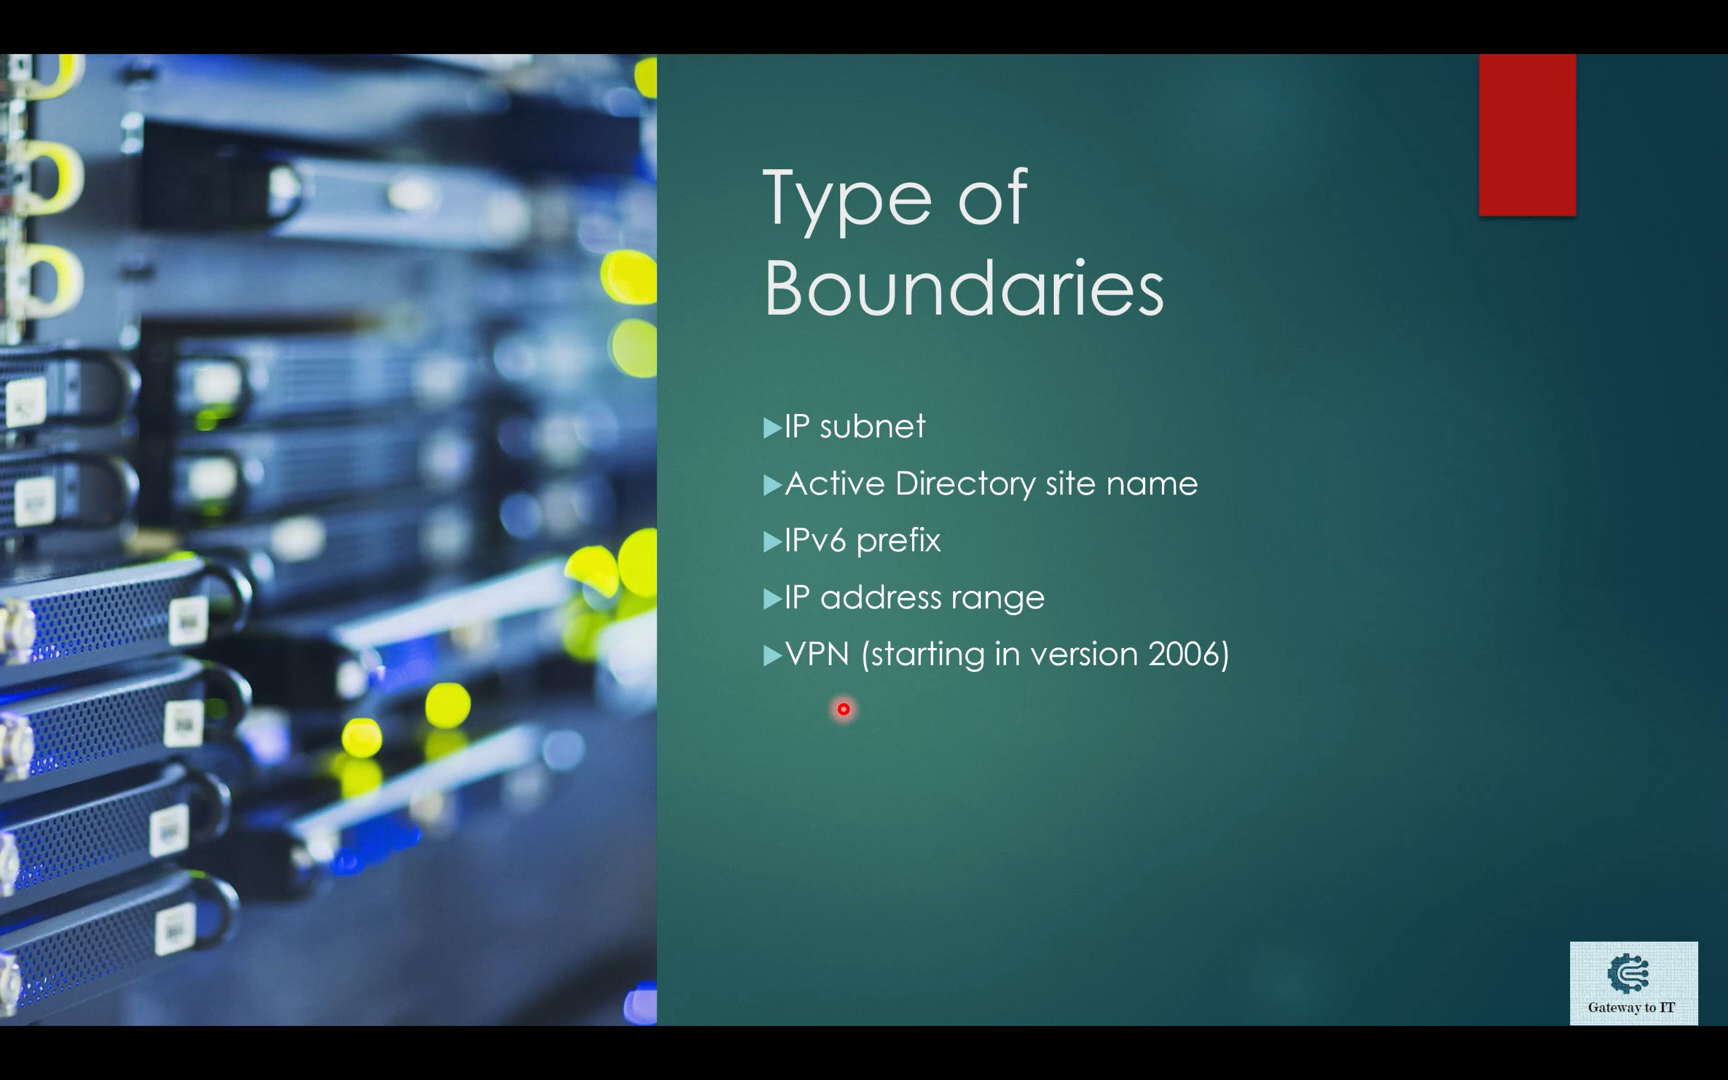 Type of
Boundaries
IP subnet
Active Directory site name
IPv6 prefix
IP address range
VPN (starting in version 2006)
Gateway to IT